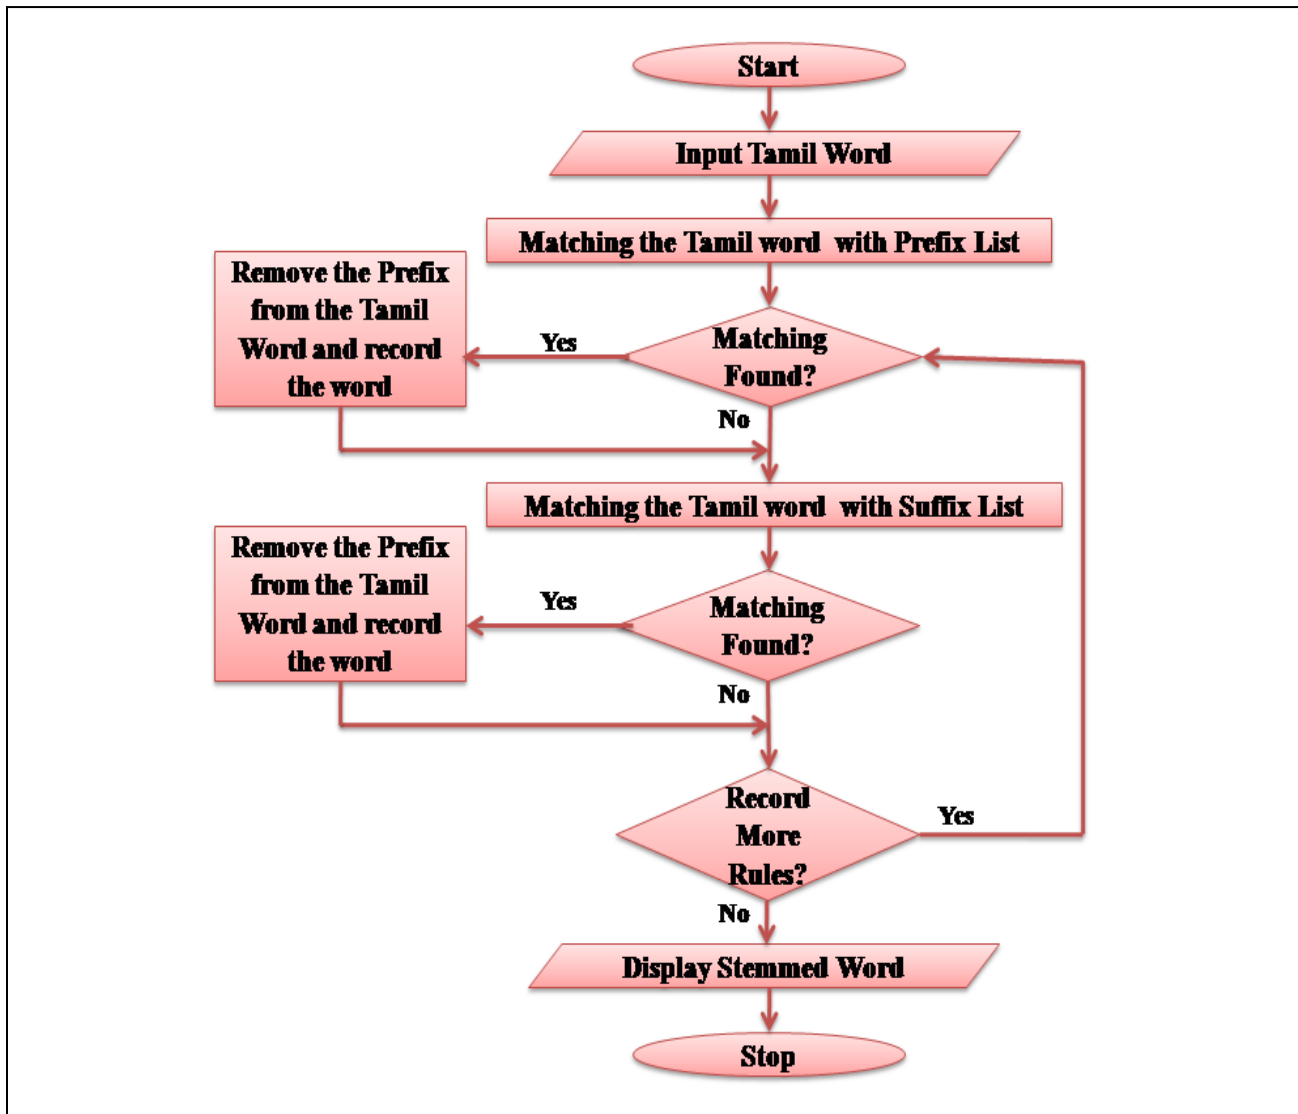 Start
Input Tamil Word
Matching the Tamil word with Prefix List
Remove the Prefix
from the Tamil
Word and record
the word
Yes
Matching
Found?
No
Matching the Tamil word with Suffix List
Remove the Prefix
from the Tamil
Word and record
the word
Yes
Matching
Found?
No
Record
More
Rules?
Yes
No
Display Stemmed Word
Stop